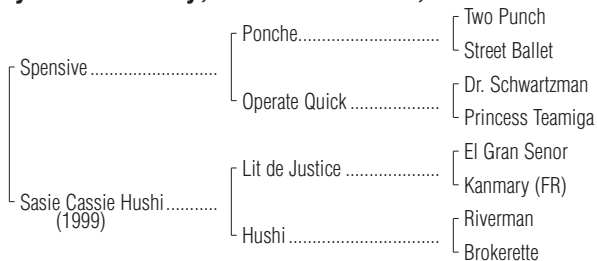 Two Punch
Ponche...............................
Street Ballet
Spensive ...........................
Dr. Schwartzman
Operate Quick ...................
Princess Teamiga
El Gran Senor
Lit de Justice ....................
Kanmary (FR)
Sasie Cassie Hushi...........
(1999)
Riverman
Hushi.................................
Brokerette